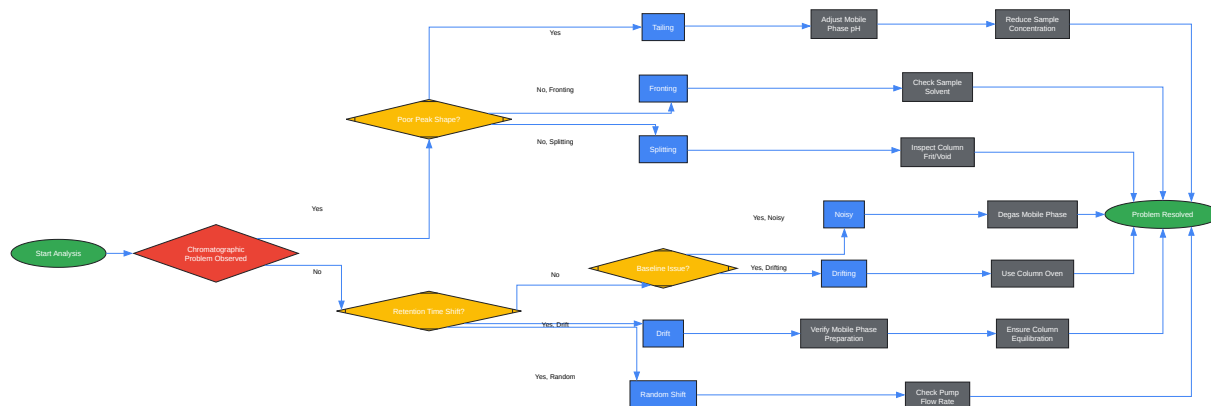 Yes
Tailing
Adjust Mobile
Phase pH
Reduce Sample
Concentration
No, Fronting
Fronting
Check Sample
Solvent
Poor Peak Shape?
No, Splitting
Splitting
Inspect Column
Frit/Void
Yes
Yes, Noisy
Noisy
Degas Mobile Phase
Problem Resolved
Start Analysis
Chromatographic
Problem Observed
No
Baseline Issue?
No
Yes, Drifting
Drifting
Use Column Oven
Retention Time Shift?
Yes, Drift
Drift
Verify Mobile Phase
Preparation
Ensure Column
Equilibration
Yes, Random
Random Shift
Check Pump
Flow Rate